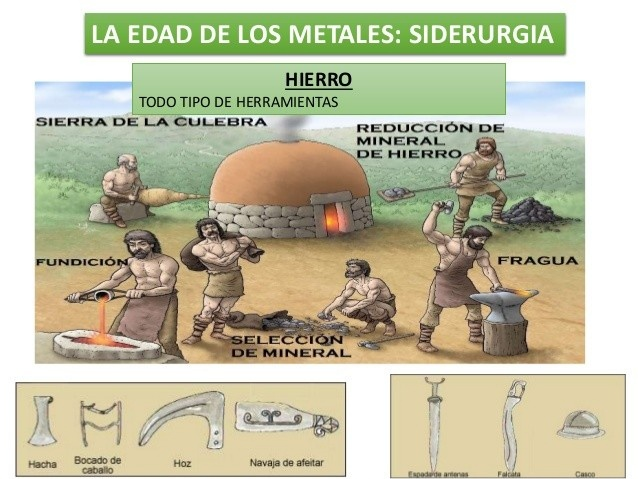 LA EDAD DE LOS METALES: SIDERURGIA
HIERRO
TODO TIPO DE HERRAMIENTAS
SIERRA DE LA CULEBRA
REDUCCIÓN DE
MINERAL
DE HIERRO
FUNDICIÓN
FRAGUA
SELECCIÓN
DE MINERAL
Hacha
Bocado de
caballo
Hoz
Navaja de afeitar
Espada de antenas
Falcata
Casco